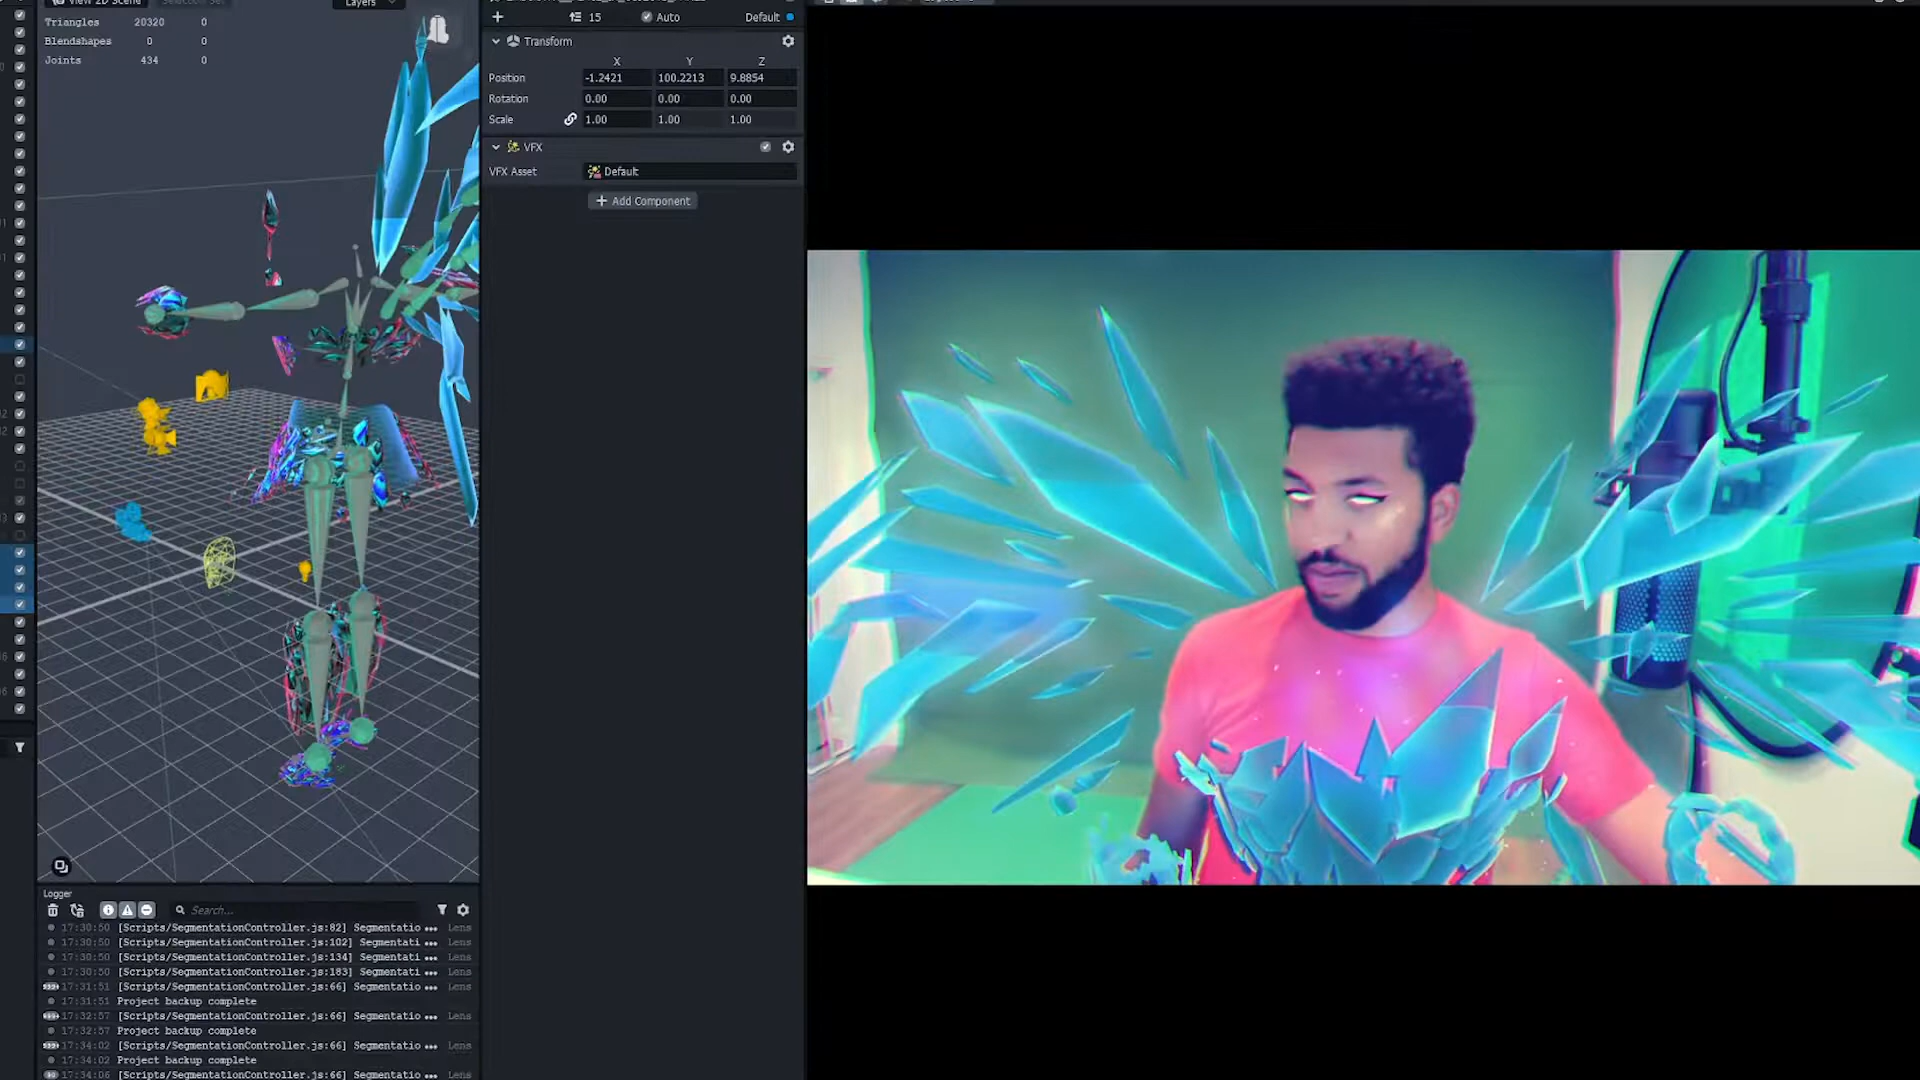 Layers
Triangles 20320 0
Blendshapes 0 0
Joints 434 0
15 Auto Default
Transform
X Y Z
Position -1.2421 100.2213 9.8854
Rotation 0.00 0.00 0.00
Scale 1.00 1.00 1.00
VFX
VFX Asset Default
+ Add Component
Logger
Search...
17:30:50 [Scripts/SegmentationController.js:82] Segmentatio ... Lens
17:30:50 [Scripts/SegmentationController.js:102] Segmentati ... Lens
17:30:50 [Scripts/SegmentationController.js:134] Segmentati ... Lens
17:30:50 [Scripts/SegmentationController.js:183] Segmentati ... Lens
17:31:51 [Scripts/SegmentationController.js:66] Segmentatio ... Lens
17:31:51 Project backup complete
17:32:57 [Scripts/SegmentationController.js:66] Segmentatio ... Lens
17:32:57 Project backup complete
17:34:02 [Scripts/SegmentationController.js:66] Segmentatio ... Lens
17:34:02 Project backup complete
17:34:06 [Scripts/SegmentationController.js:66] Segmentatio ... Lens